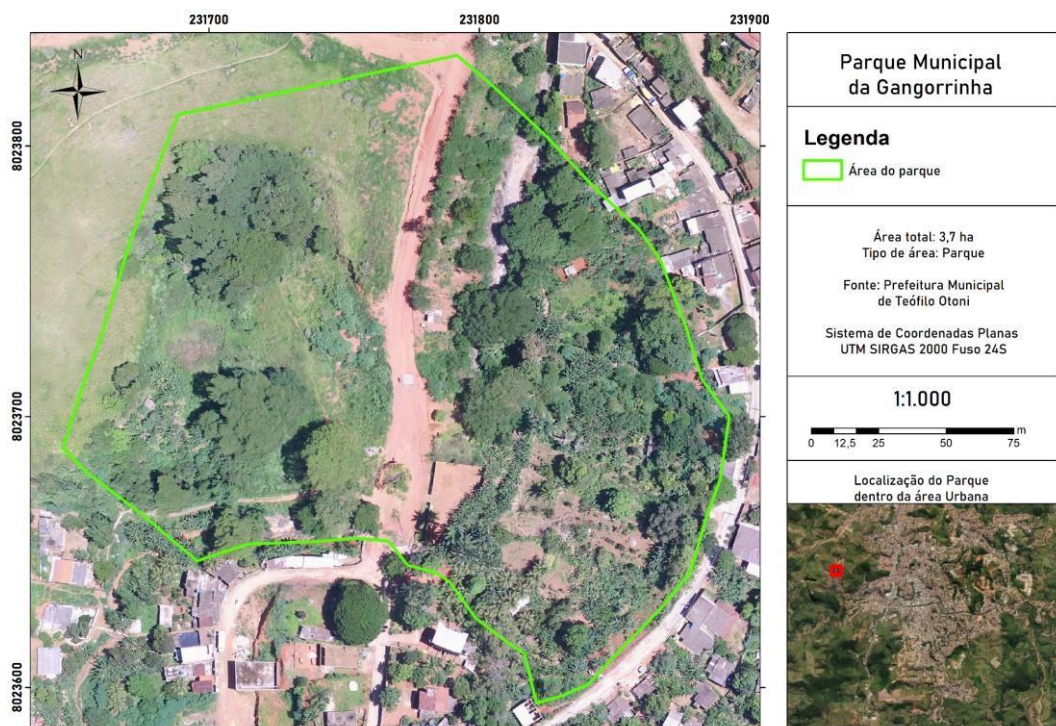 231700
231800
231900
N
8023800
8023700
8023600
Parque Municipal
da Gangorrinha
Legenda
Área do parque
Área total: 3,7 ha
Tipo de área: Parque
Fonte: Prefeitura Municipal
de Teófilo Otoni
Sistema de Coordenadas Planas
UTM SIRGAS 2000 Fuso 24S
1:1.000
m
0 12,5 25 50 75
Localização do Parque
dentro da área Urbana